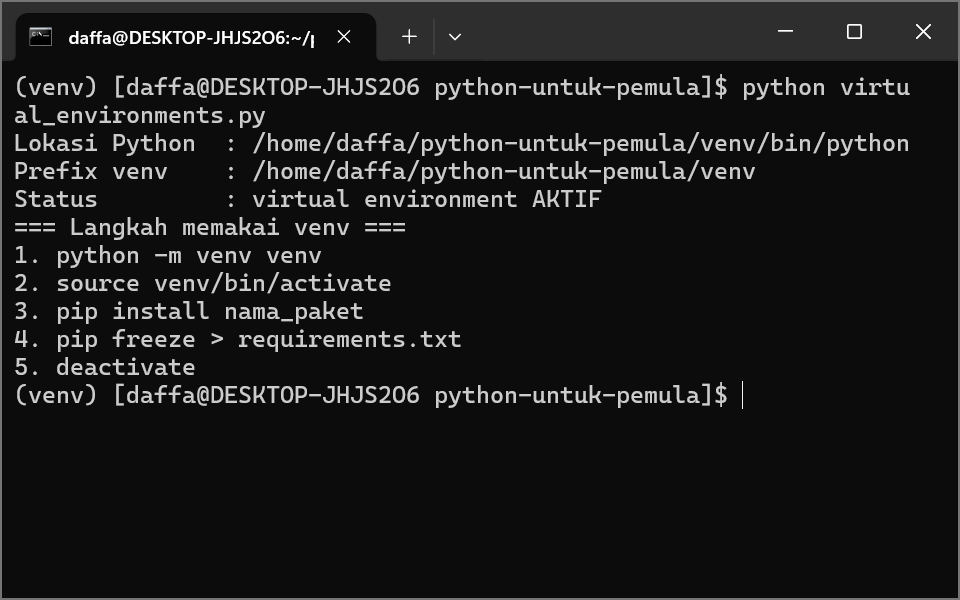 daffa@DESKTOP-JHJS2O6:~/p
(venv) [daffa@DESKTOP-JHJS2O6 python-untuk-pemula]$ python virtu
al_environments.py
Lokasi Python  : /home/daffa/python-untuk-pemula/venv/bin/python
Prefix venv    : /home/daffa/python-untuk-pemula/venv
Status         : virtual environment AKTIF
=== Langkah memakai venv ===
1. python -m venv venv
2. source venv/bin/activate
3. pip install nama_paket
4. pip freeze > requirements.txt
5. deactivate
(venv) [daffa@DESKTOP-JHJS2O6 python-untuk-pemula]$